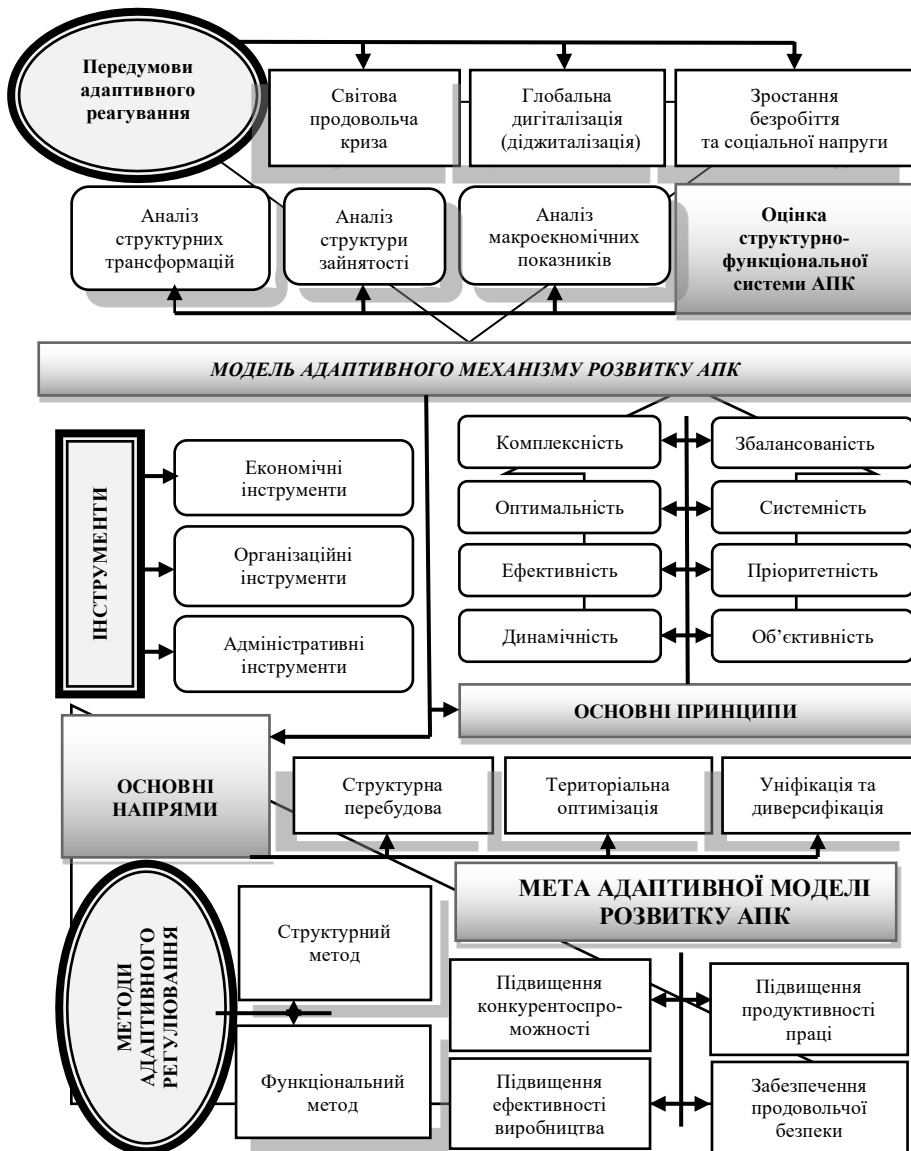 Передумови
адаптивного
реагування
Світова
продовольча
криза
Глобальна
дигіталізація
(діджиталізація)
Зростання
безробіття
та соціальної напруги
Аналіз
структурних
трансформацій
Аналіз
структури
зайнятості
Аналіз
макроекномічних
показників
Оцінка
структурно-
функціональної
системи АПК
МОДЕЛЬ АДАПТИВНОГО МЕХАНІЗМУ РОЗВИТКУ АПК
ІНСТРУМЕНТИ
Економічні
інструменти
Організаційні
інструменти
Адміністративні
інструменти
Комплексність
Збалансованість
Оптимальність
Системність
Ефективність
Пріоритетність
Динамічність
Об’єктивність
ОСНОВНІ ПРИНЦИПИ
ОСНОВНІ
НАПРЯМИ
Структурна
перебудова
Територіальна
оптимізація
Уніфікація та
диверсифікація
МЕТОДИ
АДАПТИВНОГО
РЕГУЛЮВАННЯ
Структурний
метод
Функціональний
метод
МЕТА АДАПТИВНОЇ МОДЕЛІ
РОЗВИТКУ АПК
Підвищення
конкурентоспро-
можності
Підвищення
продуктивності
праці
Підвищення
ефективності
виробництва
Забезпечення
продовольчої
безпеки